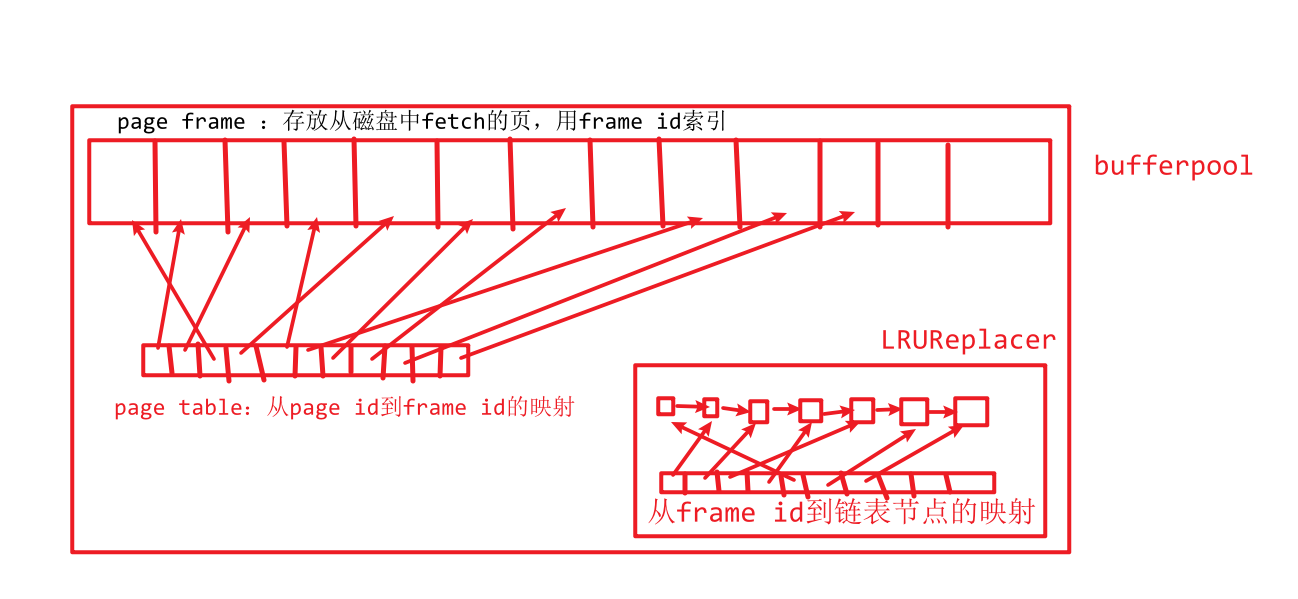 page frame ：存放从磁盘中fetch的页，用frame id索引
bufferpool
LRUReplacer
page table：从page id到frame id的映射
从frame id到链表节点的映射